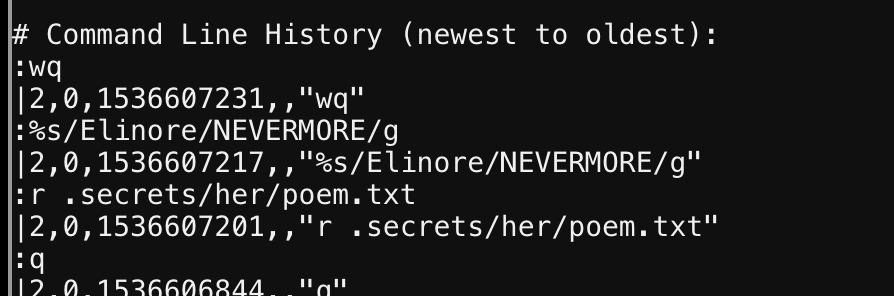 # Command Line History (newest to oldest):
:wq
|2,0,1536607231,,"wq"
:%s/Elinore/NEVERMORE/g
|2,0,1536607217,,"%s/Elinore/NEVERMORE/g"
:r .secrets/her/poem.txt
|2,0,1536607201,,"r .secrets/her/poem.txt"
:q
|2,0,1536606844,,"q"